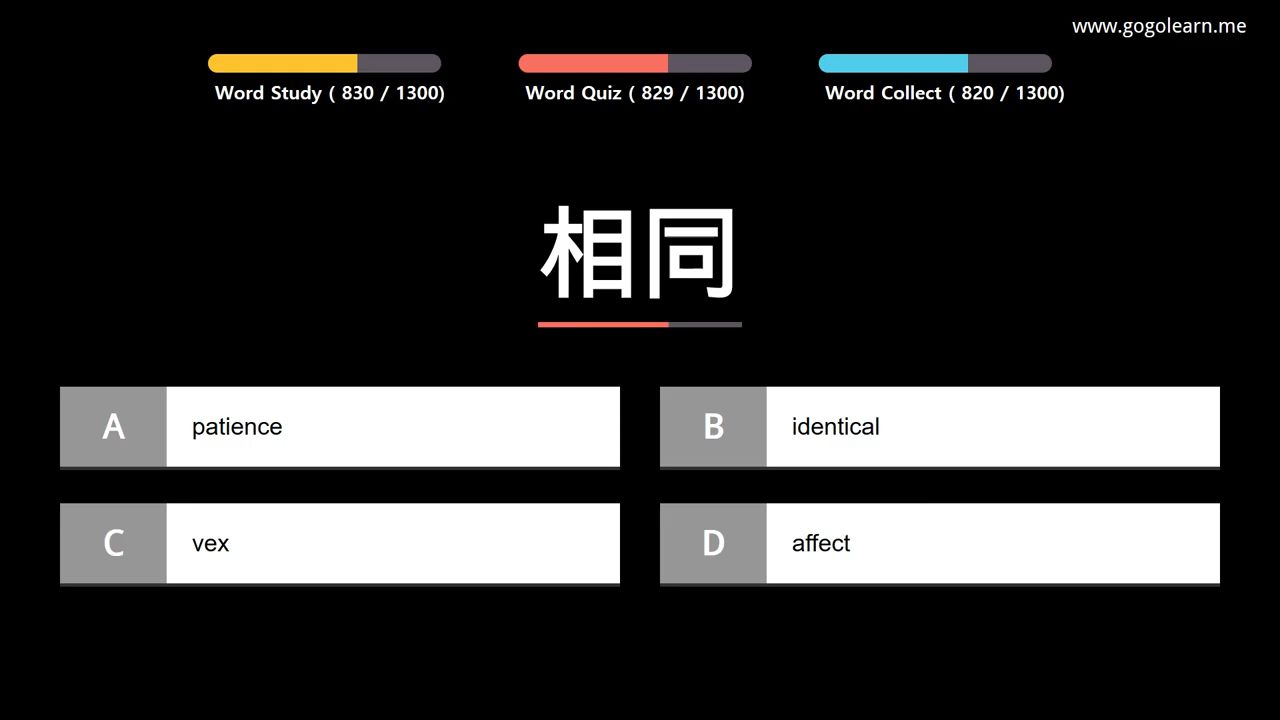 www.gogolearn.me
Word Study ( 830 / 1300)
Word Quiz ( 829 / 1300)
Word Collect ( 820 / 1300)
相同
A patience
B identical
C vex
D affect